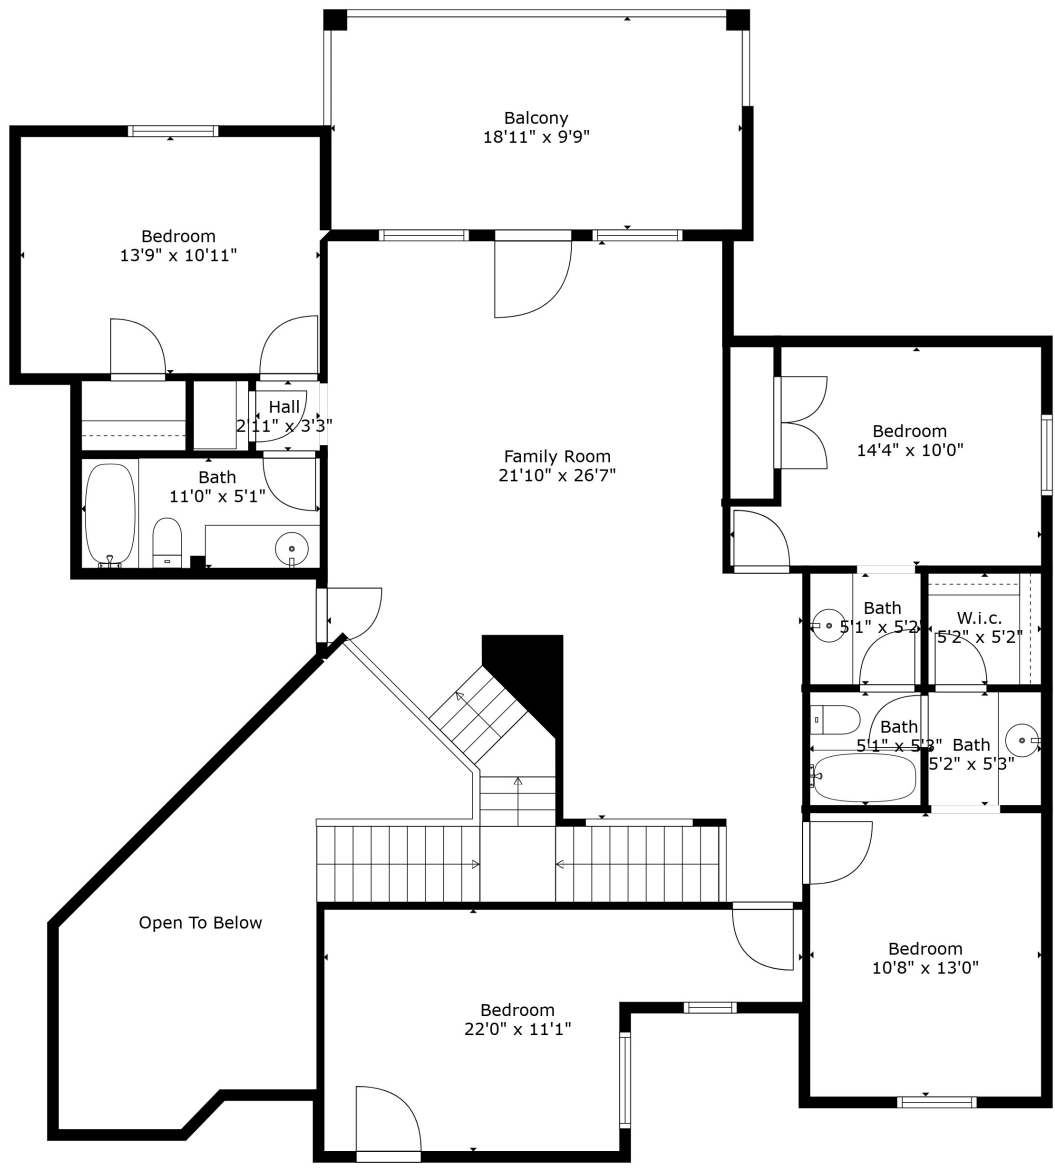 Balcony
18'11" x 9'9"
Bedroom
13'9" x 10'11"
Hall
2'11" x 3'3"
Family Room
21'10" x 26'7"
Bedroom
14'4" x 10'0"
Bath
11'0" x 5'1"
Bath
5'1" x 5'2"
W.i.c.
5'2" x 5'2"
Bath
5'1" x 5'3"
Bath
5'2" x 5'3"
Open To Below
Bedroom
10'8" x 13'0"
Bedroom
22'0" x 11'1"